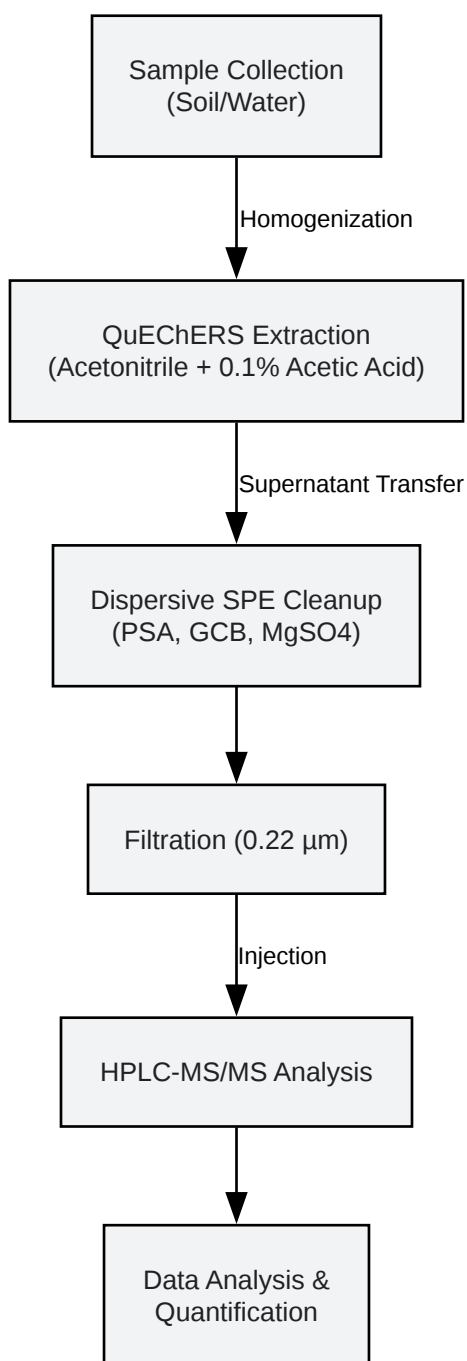 Sample Collection
(Soil/Water)
Homogenization
QuEChERS Extraction
(Acetonitrile + 0.1% Acetic Acid)
Supernatant Transfer
Dispersive SPE Cleanup
(PSA, GCB, MgSO4)
Filtration (0.22 µm)
Injection
HPLC-MS/MS Analysis
Data Analysis &
Quantification